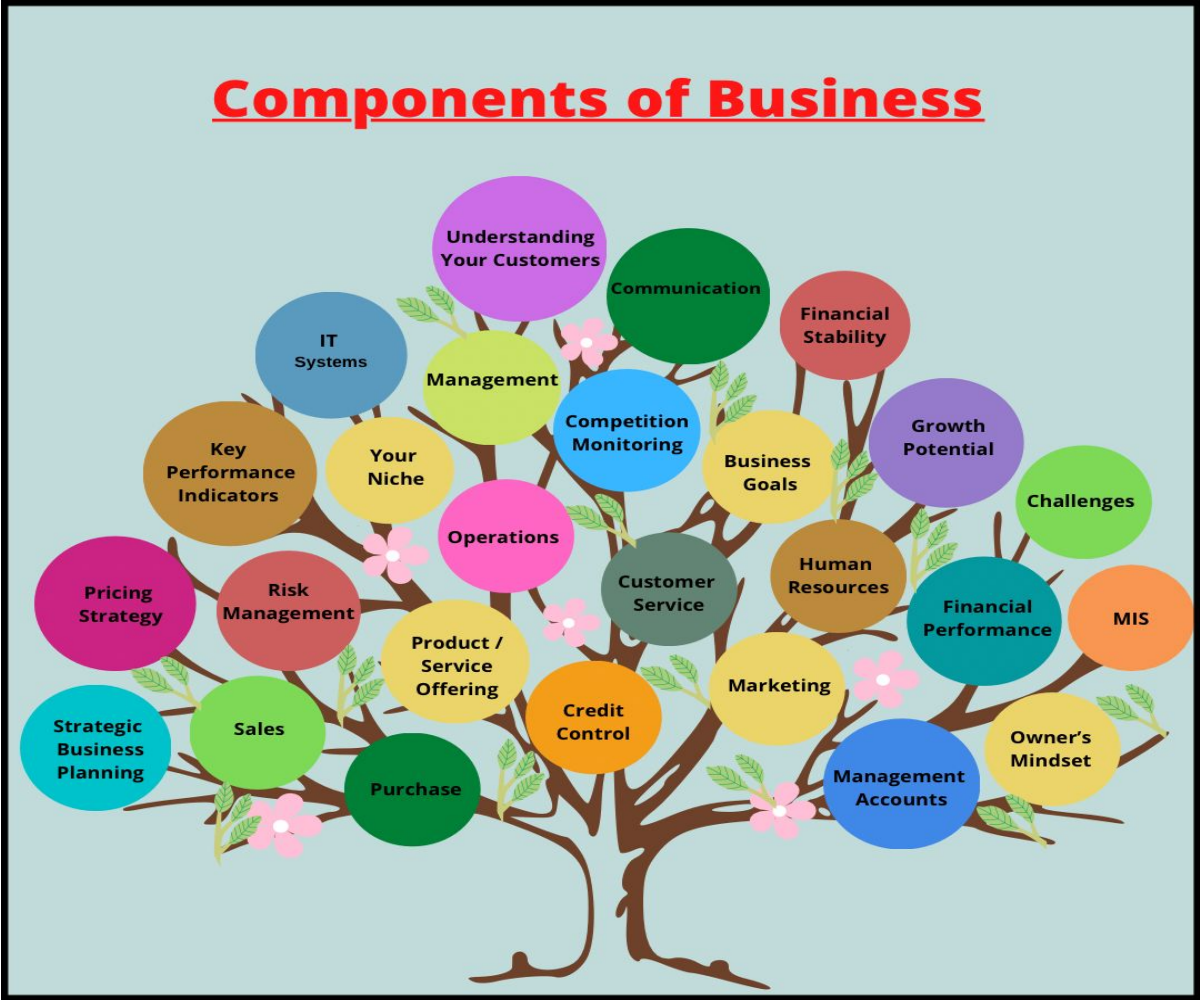 Components of Business
Understanding
Your Customers
Communication
Financial
Stability
IT
Systems
Management
Competition
Monitoring
Growth
Potential
Key
Performance
Indicators
Your
Niche
Business
Goals
Challenges
Operations
Pricing
Strategy
Risk
Management
Customer
Service
Human
Resources
Financial
Performance
MIS
Product /
Service
Offering
Marketing
Strategic
Business
Planning
Sales
Credit
Control
Owner's
Mindset
Purchase
Management
Accounts